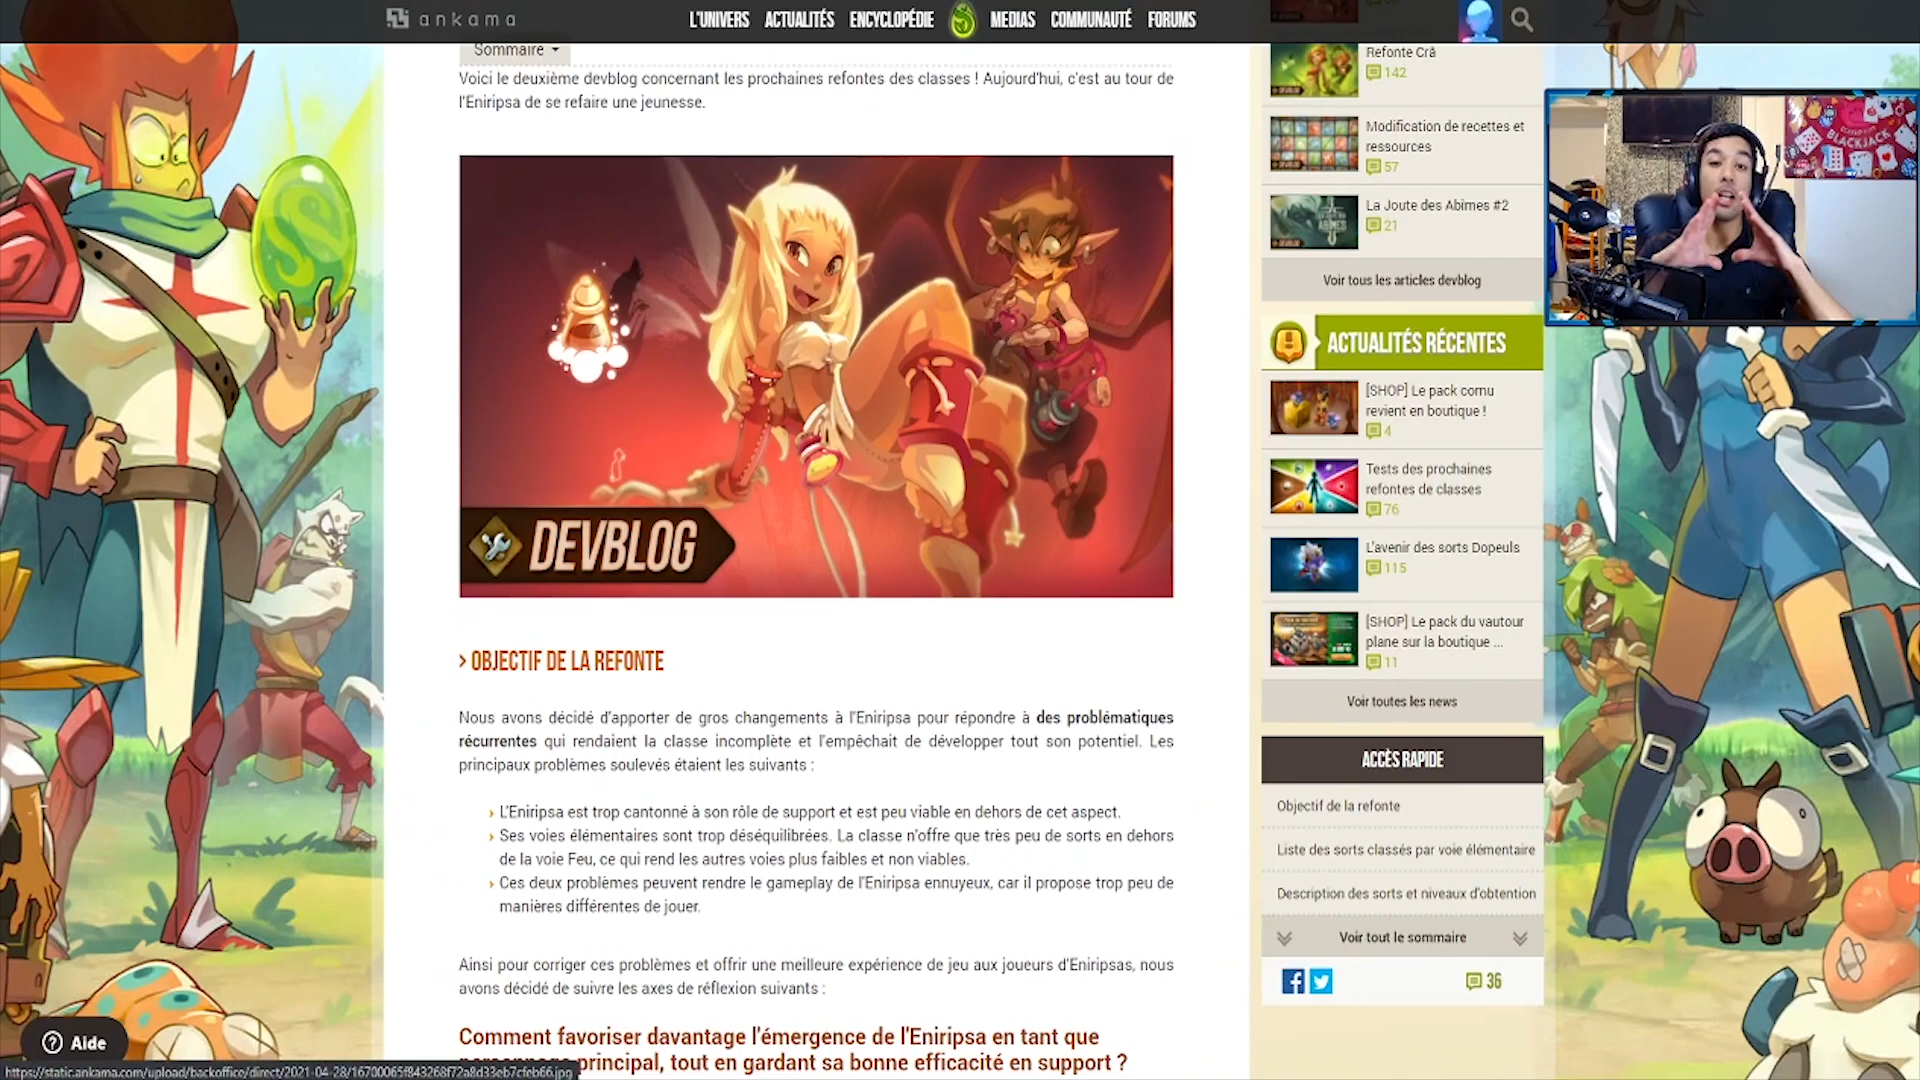 ankama
L'UNIVERS ACTUALITÉS ENCYCLOPÉDIE MEDIAS COMMUNAUTÉ FORUMS
Sommaire
Voici le deuxième devblog concernant les prochaines refontes des classes ! Aujourd'hui, c'est au tour de
l'Eniripsa de se refaire une jeunesse.
DEVBLOG
> OBJECTIF DE LA REFONTE
Nous avons décidé d'apporter de gros changements à l'Eniripsa pour répondre à des problématiques
récurrentes qui rendaient la classe incomplète et l'empêchait de développer tout son potentiel. Les
principaux problèmes soulevés étaient les suivants :
› L'Eniripsa est trop cantonné à son rôle de support et est peu viable en dehors de cet aspect.
› Ses voies élémentaires sont trop déséquilibrées. La classe n'offre que très peu de sorts en dehors
de la voie Feu, ce qui rend les autres voies plus faibles et non viables.
› Ces deux problèmes peuvent rendre le gameplay de l'Eniripsa ennuyeux, car il propose trop peu de
manières différentes de jouer.
Ainsi pour corriger ces problèmes et offrir une meilleure expérience de jeu aux joueurs d'Eniripsas, nous
avons décidé de suivre les axes de réflexion suivants :
Comment favoriser davantage l'émergence de l'Eniripsa en tant que
personnage principal, tout en gardant sa bonne efficacité en support ?
Refonte Crâ
142
Modification de recettes et
ressources
57
La Joute des Abîmes #2
21
Voir tous les articles devblog
ACTUALITÉS RÉCENTES
[SHOP] Le pack cornu
revient en boutique !
4
Tests des prochaines
refontes de classes
76
L'avenir des sorts Dopeuls
115
[SHOP] Le pack du vautour
plane sur la boutique ...
11
Voir toutes les news
ACCÈS RAPIDE
Objectif de la refonte
Liste des sorts classés par voie élémentaire
Description des sorts et niveaux d'obtention
Voir tout le sommaire
36
BLACKJACK
Aide